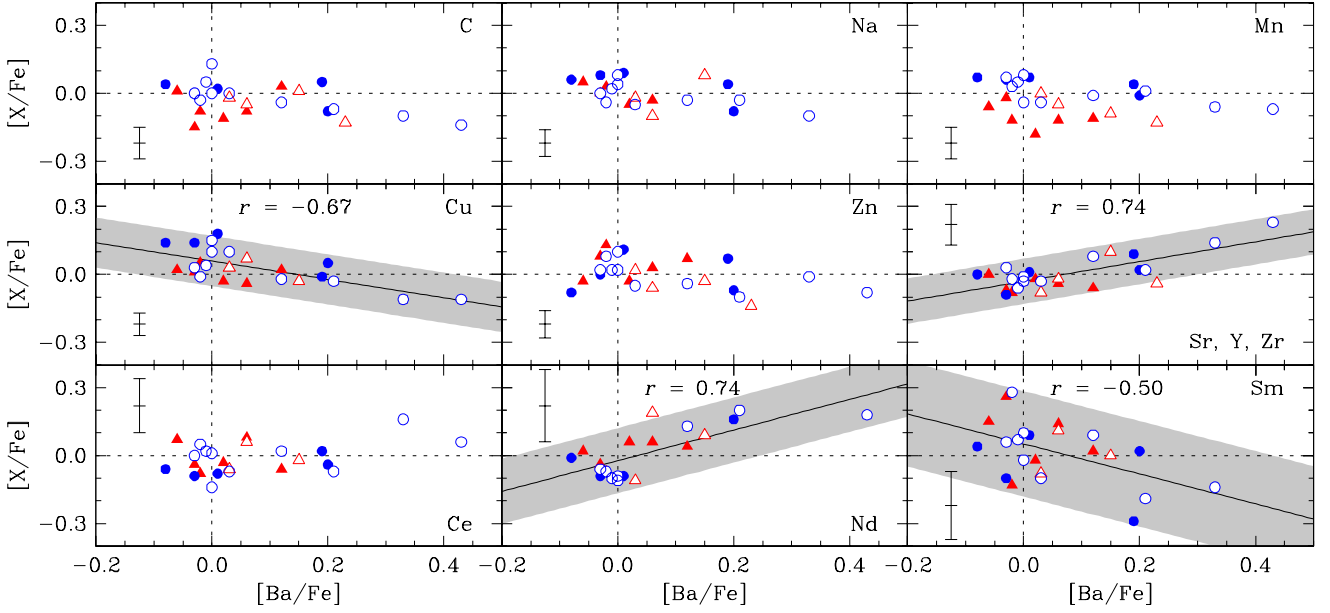 0.3 C Na Mn
[X/Fe] 0.0
−0.3
0.3 r = −0.67 Cu Zn r = 0.74
[X/Fe] 0.0
−0.3 Sr, Y, Zr
0.3 r = 0.74 r = −0.50 Sm
[X/Fe] 0.0
−0.3 Ce Nd
−0.2 0.0 0.2 0.4 −0.2 0.0 0.2 0.4 −0.2 0.0 0.2 0.4
[Ba/Fe] [Ba/Fe] [Ba/Fe]